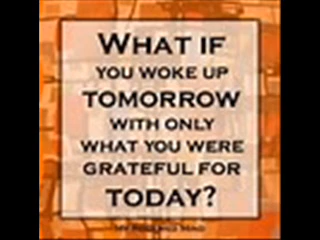 WHAT IF
YOU WOKE UP
TOMORROW
WITH ONLY
WHAT YOU WERE
GRATEFUL FOR
TODAY?